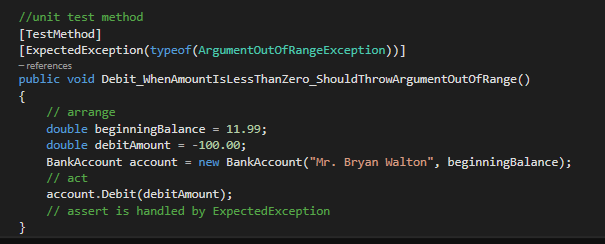 //unit test method
[TestMethod]
[ExpectedException(typeof(ArgumentOutOfRangeException))]
– references
public void Debit_WhenAmountIsLessThanZero_ShouldThrowArgumentOutOfRange()
{
// arrange
double beginningBalance = 11.99;
double debitAmount = -100.00;
BankAccount account = new BankAccount("Mr. Bryan Walton", beginningBalance);
// act
account.Debit(debitAmount);
// assert is handled by ExpectedException
}